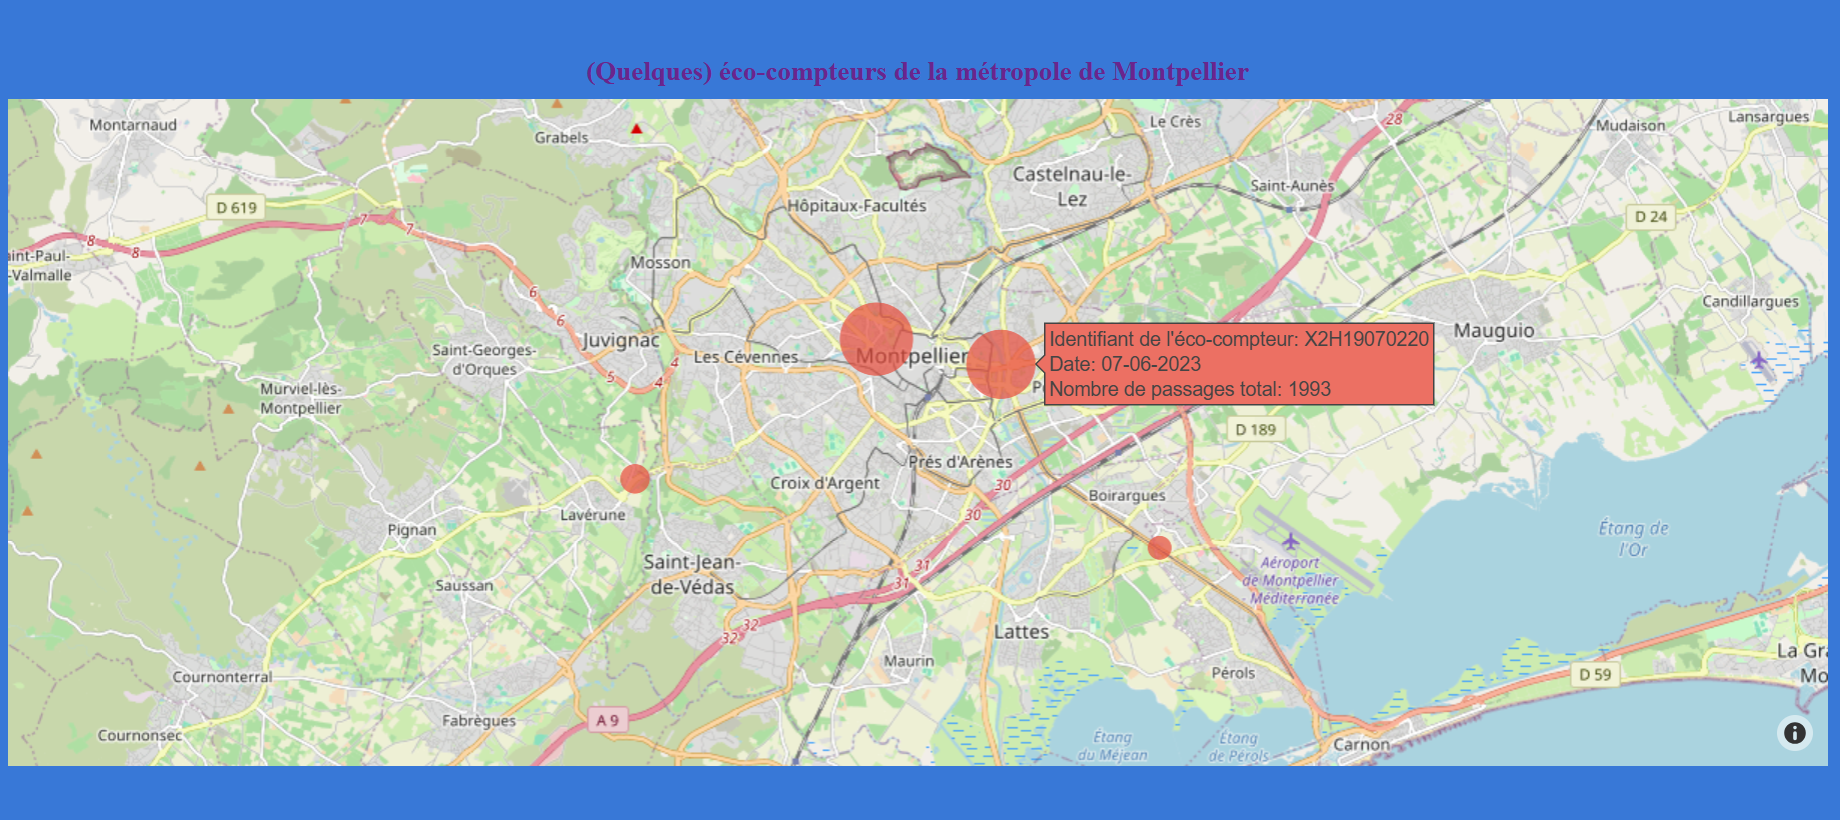 (Quelques) éco-compteurs de la métropole de Montpellier
Montarnaud
Grabels
Le Crès
28
Mudaison
Lansargues
Castelnau-le-
Lez
Saint-Aunès
D 619
7
7
Hôpitaux-Facultés
D 24
8
8
aint-Paul-
-Valmalle
Mosson
6
6
Candillargues
Juvignac
Saint-Georges-
d'Orques
Les Cévennes
Montpellier
Mauguio
Identifiant de l'éco-compteur: X2H19070220
Date: 07-06-2023
Nombre de passages total: 1993
4
5
4
Murviel-lès-
Montpellier
D 189
Prés d'Arènes
Croix d'Argent
30
30
Boirargues
Lavérune
Pignan
Étang de
l'Or
Saint-Jean-
de-Védas
31
31
Aéroport
de Montpellier
- Méditerranée
Saussan
32
32
Lattes
Maurin
Pérols
Cournonterral
D 59
La Gra
Mo
Fabrègues
A 9
Cournonsec
Étang
du Méjean
Étang
de Pérols
Carnon